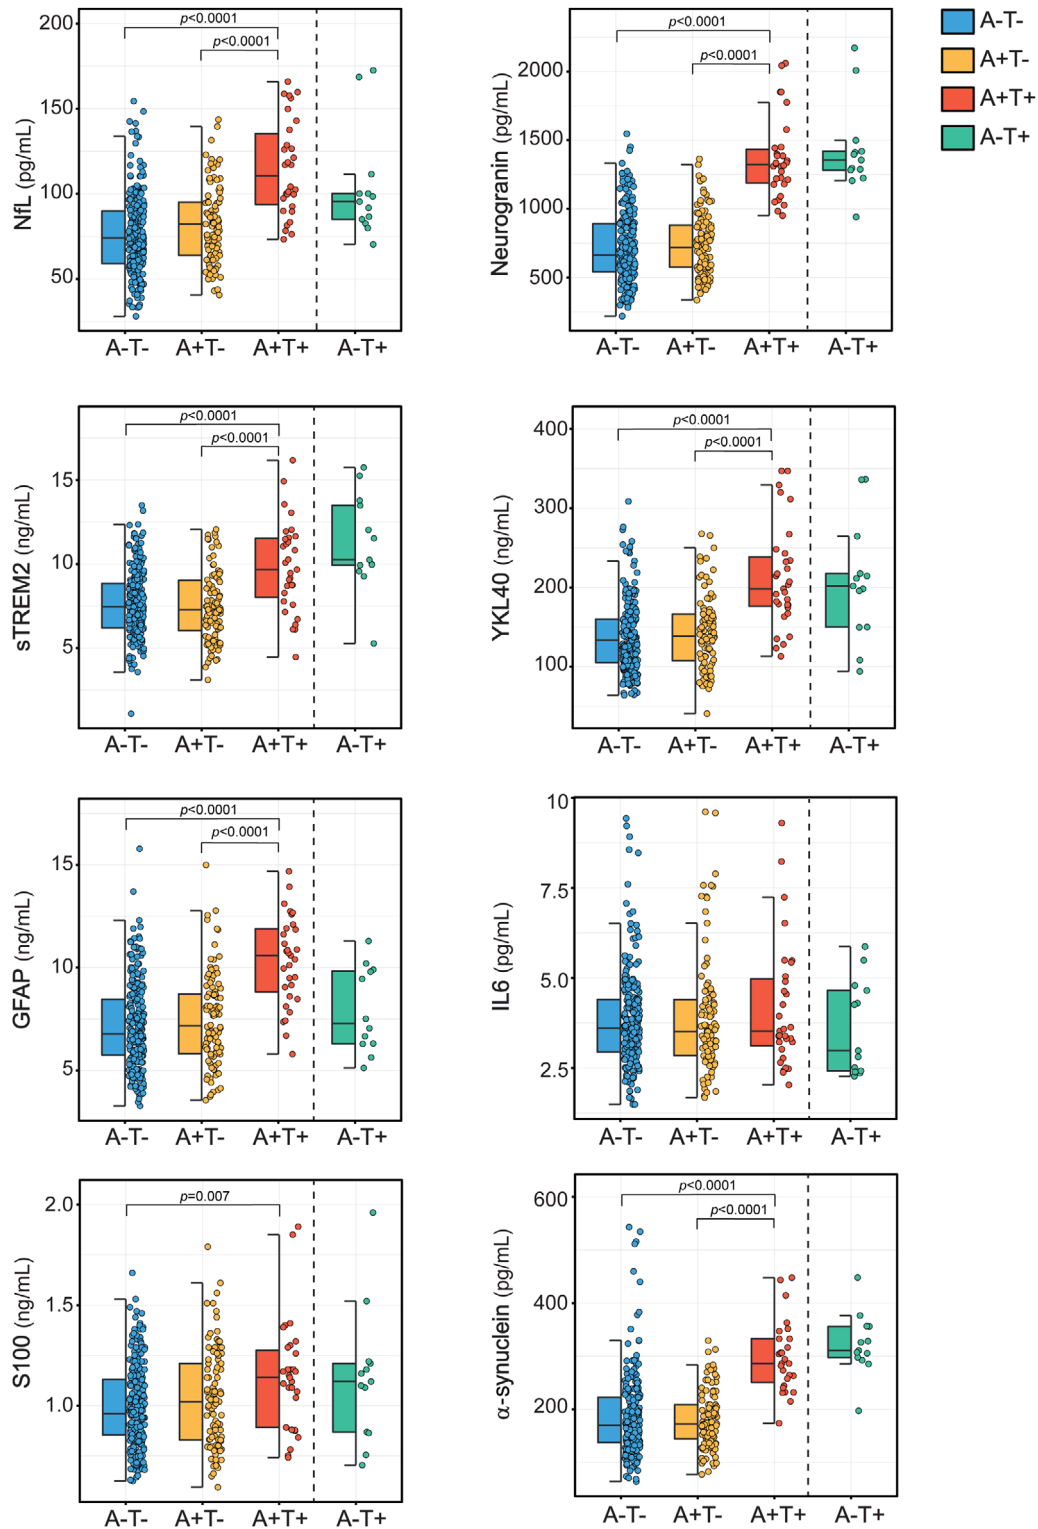 A-T-
A+T-
A+T+
A-T+
NfL (pg/mL)
200
150
100
50
p<0.0001
p<0.0001
A-T- A+T- A+T+ A-T+
Neurogranin (pg/mL)
2000
1500
1000
500
p<0.0001
p<0.0001
A-T- A+T- A+T+ A-T+
sTREM2 (ng/mL)
15
10
5
p<0.0001
p<0.0001
A-T- A+T- A+T+ A-T+
YKL40 (ng/mL)
400
300
200
100
p<0.0001
p<0.0001
A-T- A+T- A+T+ A-T+
GFAP (ng/mL)
15
10
5
p<0.0001
p<0.0001
A-T- A+T- A+T+ A-T+
IL6 (pg/mL)
10
7.5
5.0
2.5
A-T- A+T- A+T+ A-T+
S100 (ng/mL)
2.0
1.5
1.0
p=0.007
A-T- A+T- A+T+ A-T+
α-synuclein (pg/mL)
600
400
200
p<0.0001
p<0.0001
A-T- A+T- A+T+ A-T+